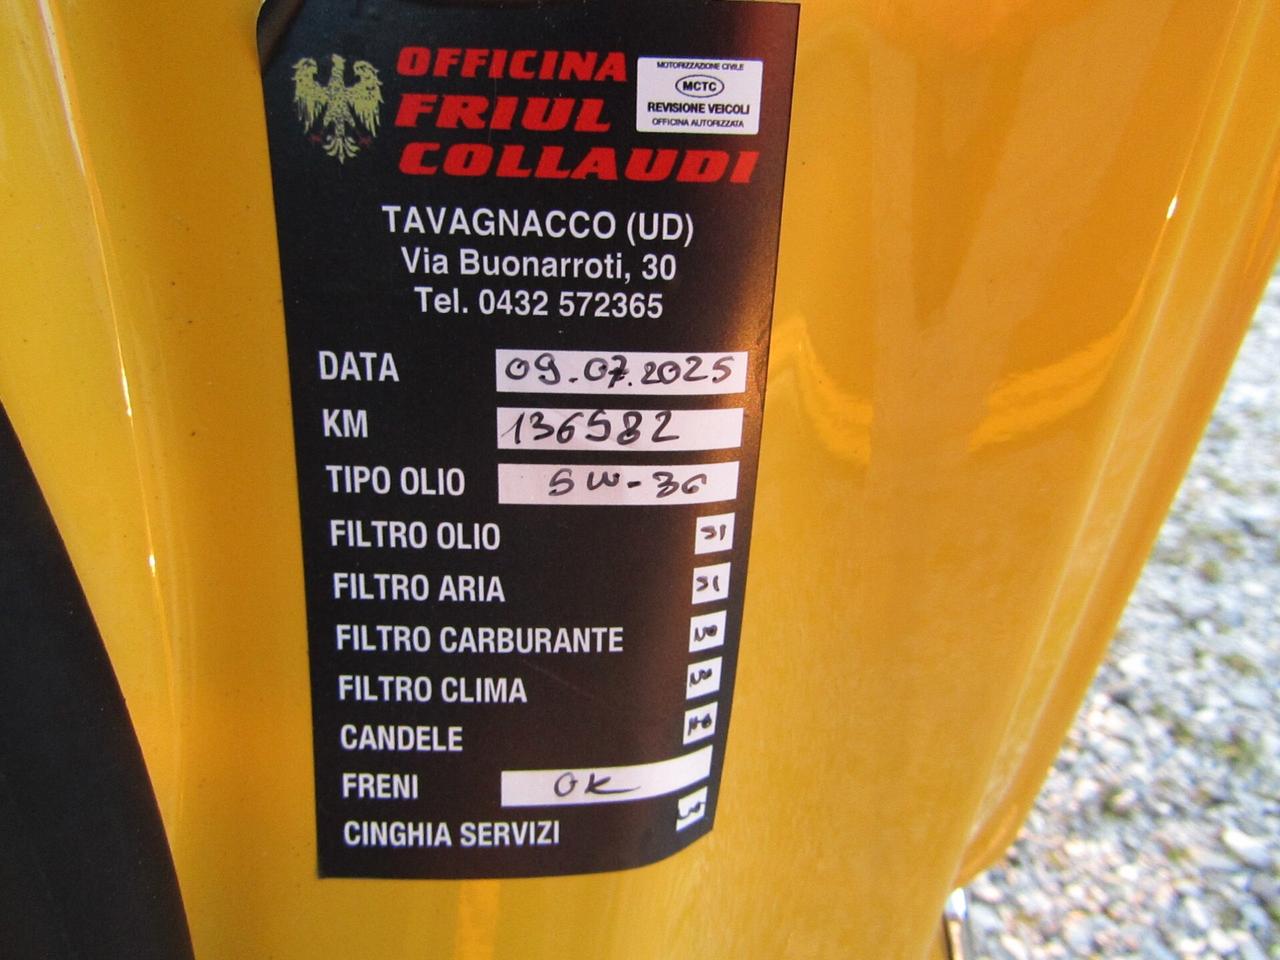 OFFICINA
FRIUL
COLLAUDI
MOTORIZZAZIONE CIVILE
MCTC
REVISIONE VEICOLI
OFFICINA AUTORIZZATA
TAVAGNACCO (UD)
Via Buonarroti, 30
Tel. 0432 572365
DATA 09.07.2025
KM 136582
TIPO OLIO 5W-30
FILTRO OLIO SI
FILTRO ARIA SI
FILTRO CARBURANTE NO
FILTRO CLIMA NO
CANDELE NO
FRENI OK
CINGHIA SERVIZI